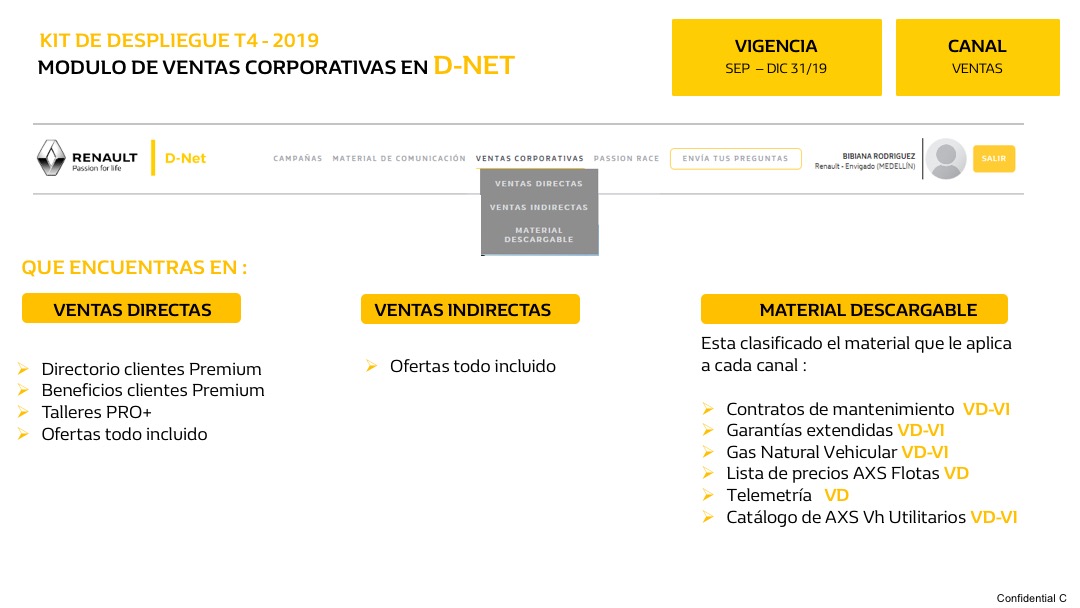 KIT DE DESPLIEGUE T4 - 2019
MODULO DE VENTAS CORPORATIVAS EN D-NET
VIGENCIA
SEP – DIC 31/19
CANAL
VENTAS
RENAULT
Passion for life
D-Net
CAMPAÑAS MATERIAL DE COMUNICACIÓN VENTAS CORPORATIVAS PASSION RACE ENVÍA TUS PREGUNTAS
BIBIANA RODRIGUEZ
Renault - Envigado (MEDELLÍN)
SALIR
VENTAS DIRECTAS
VENTAS INDIRECTAS
MATERIAL
DESCARGABLE
QUE ENCUENTRAS EN :
VENTAS DIRECTAS
Directorio clientes Premium
Beneficios clientes Premium
Talleres PRO+
Ofertas todo incluido
VENTAS INDIRECTAS
Ofertas todo incluido
MATERIAL DESCARGABLE
Esta clasificado el material que le aplica
a cada canal :
Contratos de mantenimiento VD-VI
Garantías extendidas VD-VI
Gas Natural Vehicular VD-VI
Lista de precios AXS Flotas VD
Telemetría VD
Catálogo de AXS Vh Utilitarios VD-VI
Confidential C